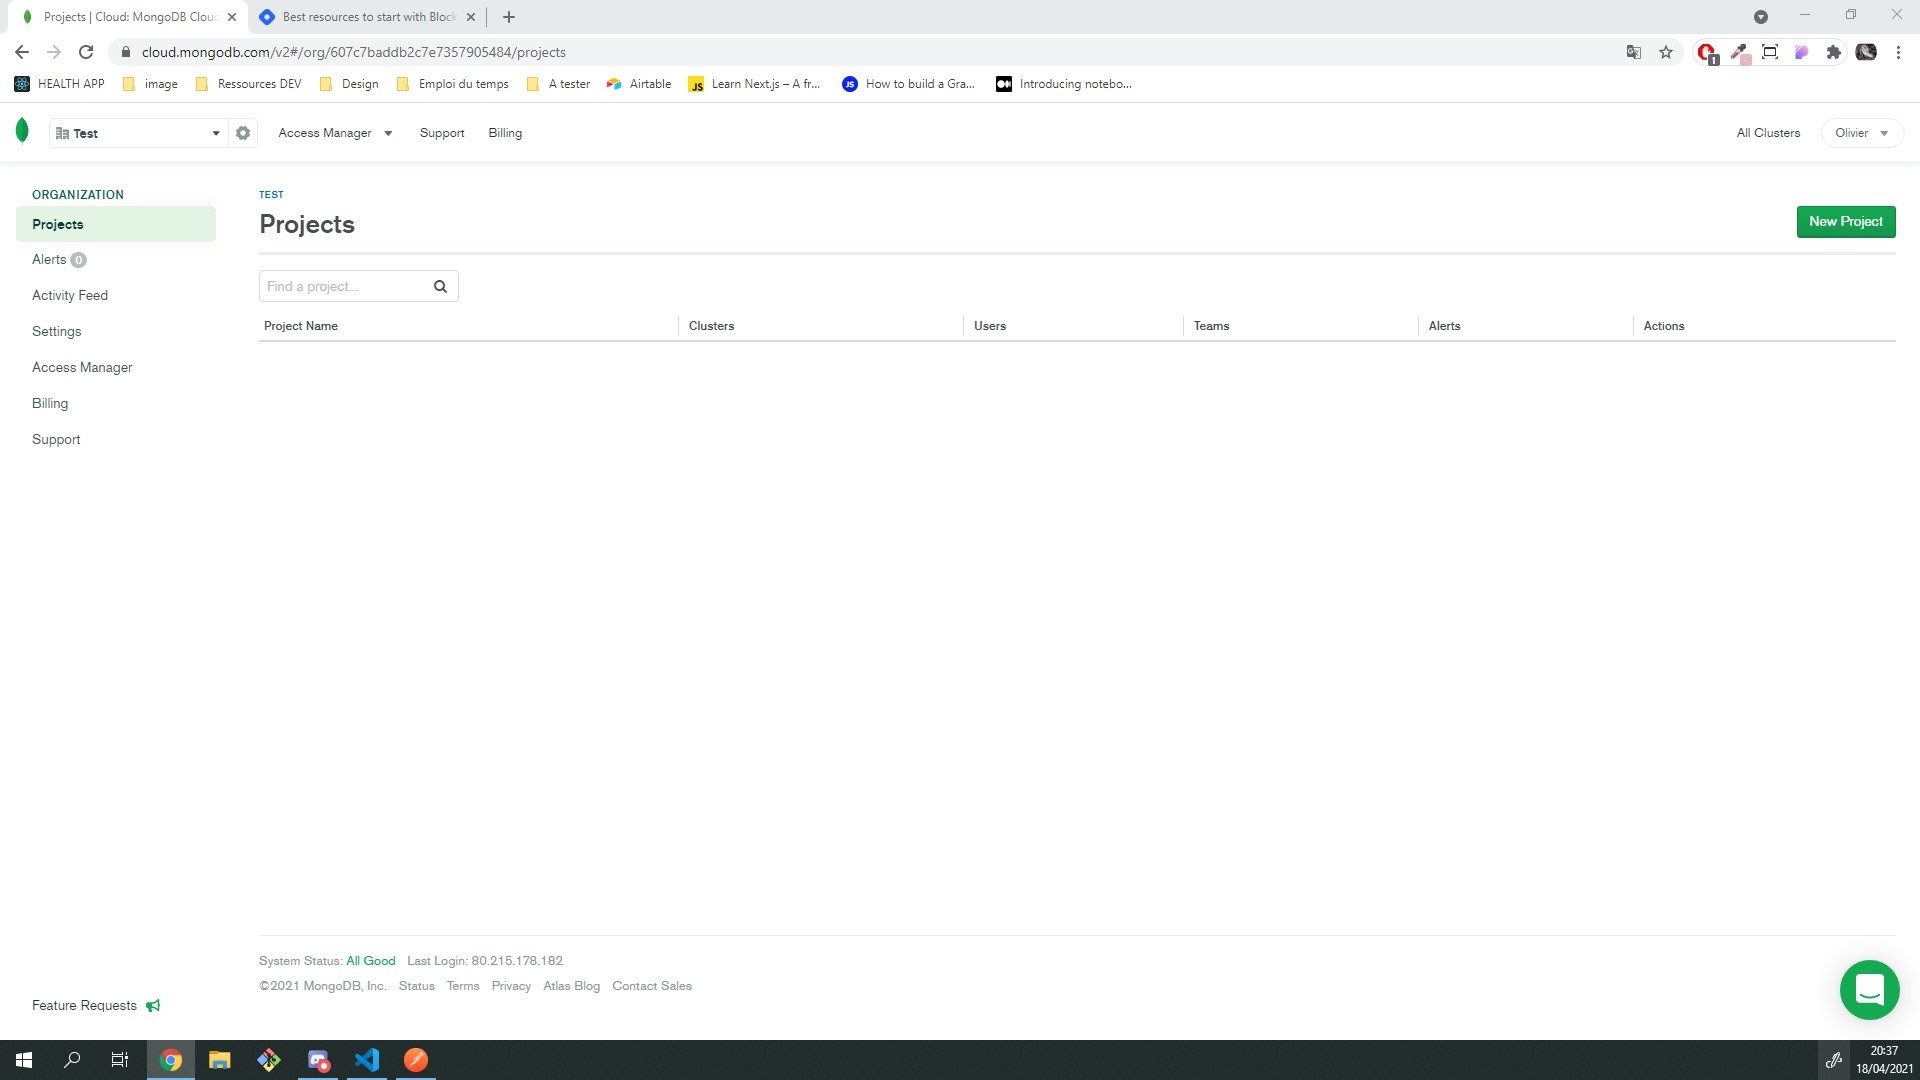 Projects | Cloud: MongoDB Clou
Best resources to start with Block
cloud.mongodb.com/v2#/org/607c7baddb2c7e7357905484/projects
1
HEALTH APP
image
Ressources DEV
Design
Emploi du temps
A tester
Airtable
JS
Learn Next.js – A fr...
JS
How to build a Gra...
Introducing notebo...
Test
Access Manager
Support
Billing
All Clusters
Olivier
ORGANIZATION
Projects
Alerts 0
Activity Feed
Settings
Access Manager
Billing
Support
Feature Requests
TEST
Projects
New Project
Find a project...
Project Name
Clusters
Users
Teams
Alerts
Actions
System Status: All Good Last Login: 80.215.178.182
©2021 MongoDB, Inc. Status Terms Privacy Atlas Blog Contact Sales
20:37
18/04/2021